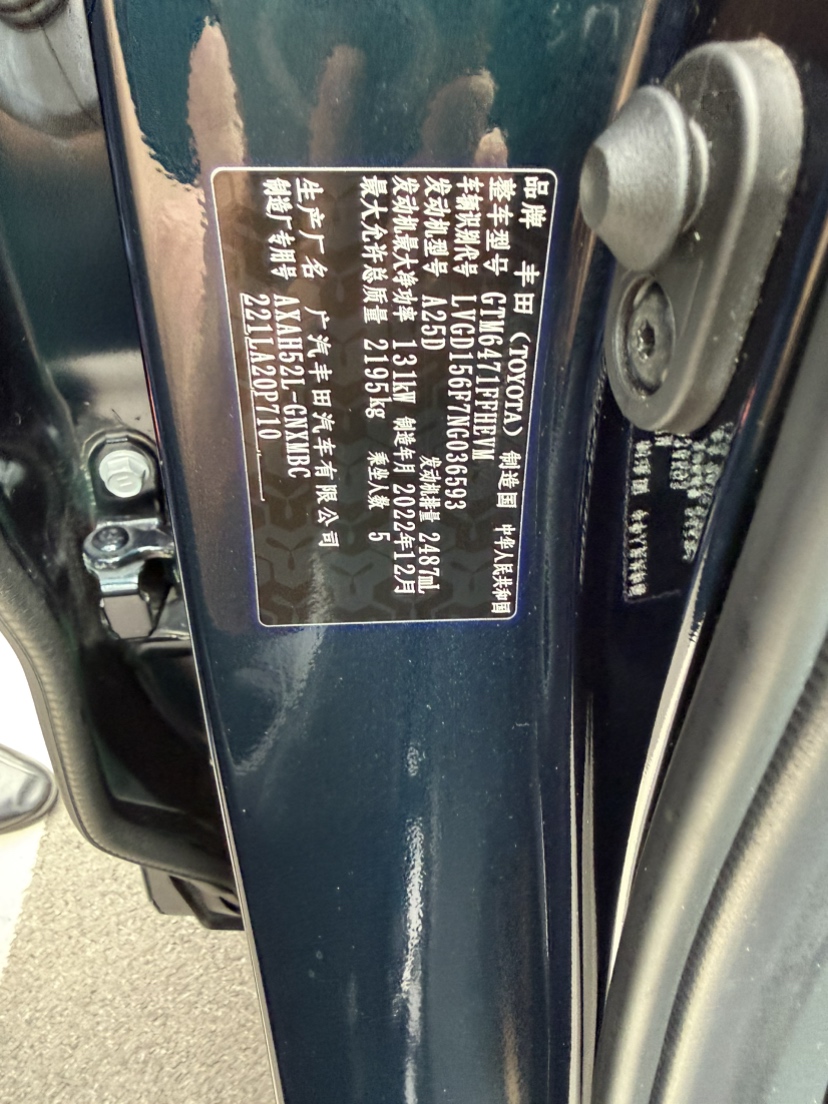 品牌 丰田(TOYOTA) 制造国 中华人民共和国
整车型号 GTM6471FFHEVM
车辆识别代号 LVGD156F7NG036593
发动机型号 A25D 发动机排量 2487mL
发动机最大净功率 131kW 制造年月 2022年12月
最大允许总质量 2195kg 乘坐人数 5
生产厂名 广汽丰田汽车有限公司
制造厂专用号 AXAH52L-GNXMBC
221LA20P710